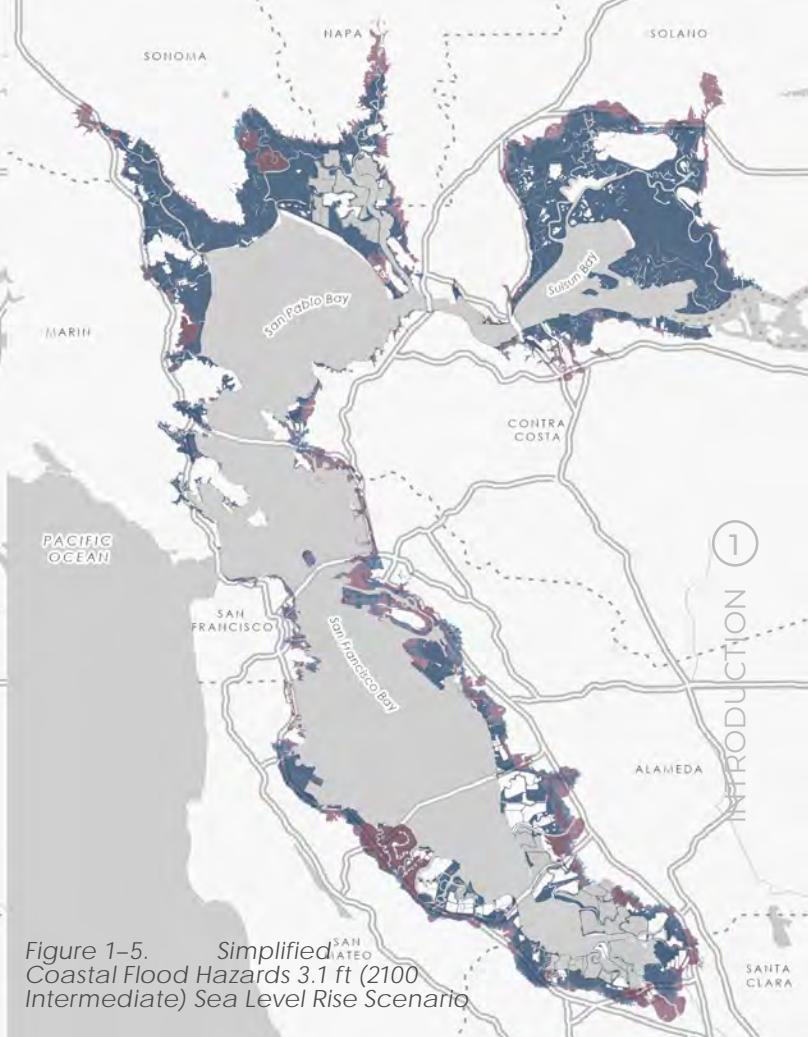 NAPA
SOLANO
SONOMA
Suisun Bay
San Pablo Bay
MARIN
CONTRA
COSTA
PACIFIC
OCEAN
1
INTRODUCTION
SAN
FRANCISCO
San Francisco Bay
ALAMEDA
SAN
MATEO
SANTA
CLARA
Figure 1–5. Simplified
Coastal Flood Hazards 3.1 ft (2100
Intermediate) Sea Level Rise Scenario